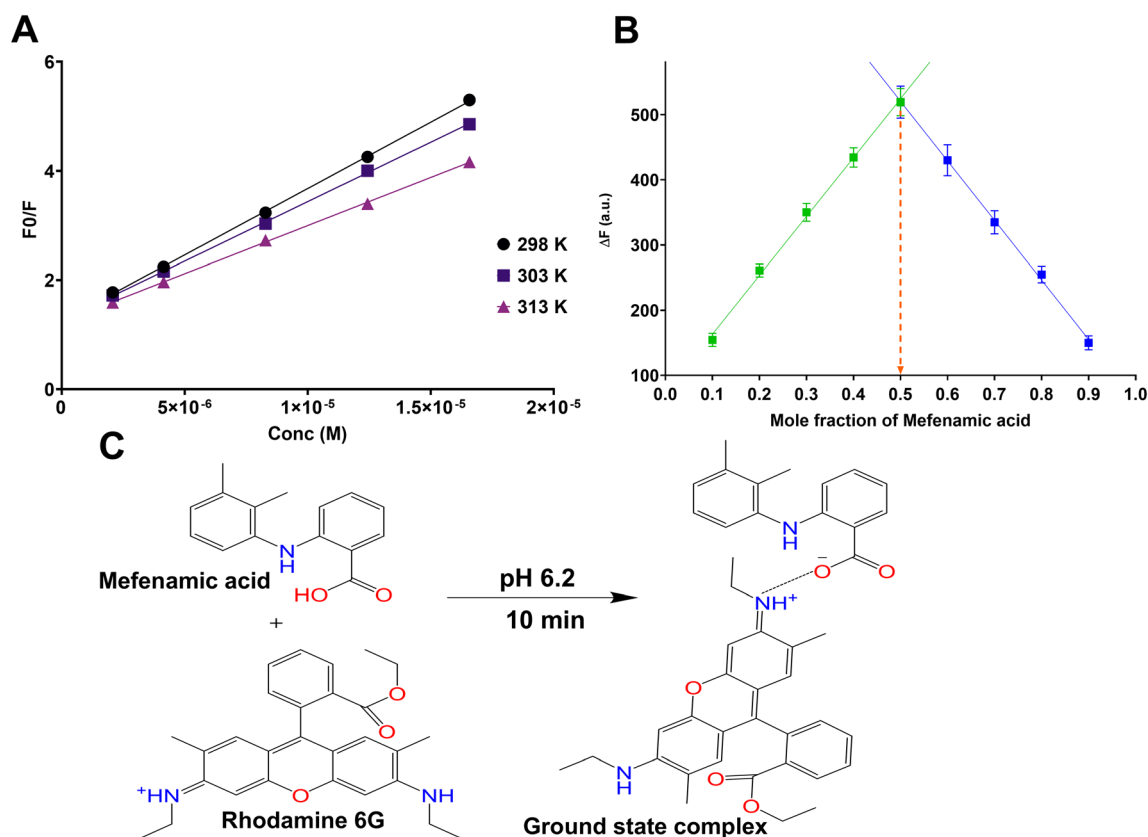 A
F0/F
6
4
2
0
0
5×10⁻⁶
1×10⁻⁵
1.5×10⁻⁵
2×10⁻⁵
Conc (M)
298 K
303 K
313 K
B
ΔF (a.u.)
500
400
300
200
100
0.0
0.1
0.2
0.3
0.4
0.5
0.6
0.7
0.8
0.9
1.0
Mole fraction of Mefenamic acid
C
N
H
HO
O
Mefenamic acid
+
O
O
+HN
O
NH
Rhodamine 6G
pH 6.2
10 min
N
H
−
O
O
NH+
O
N
H
O
O
Ground state complex